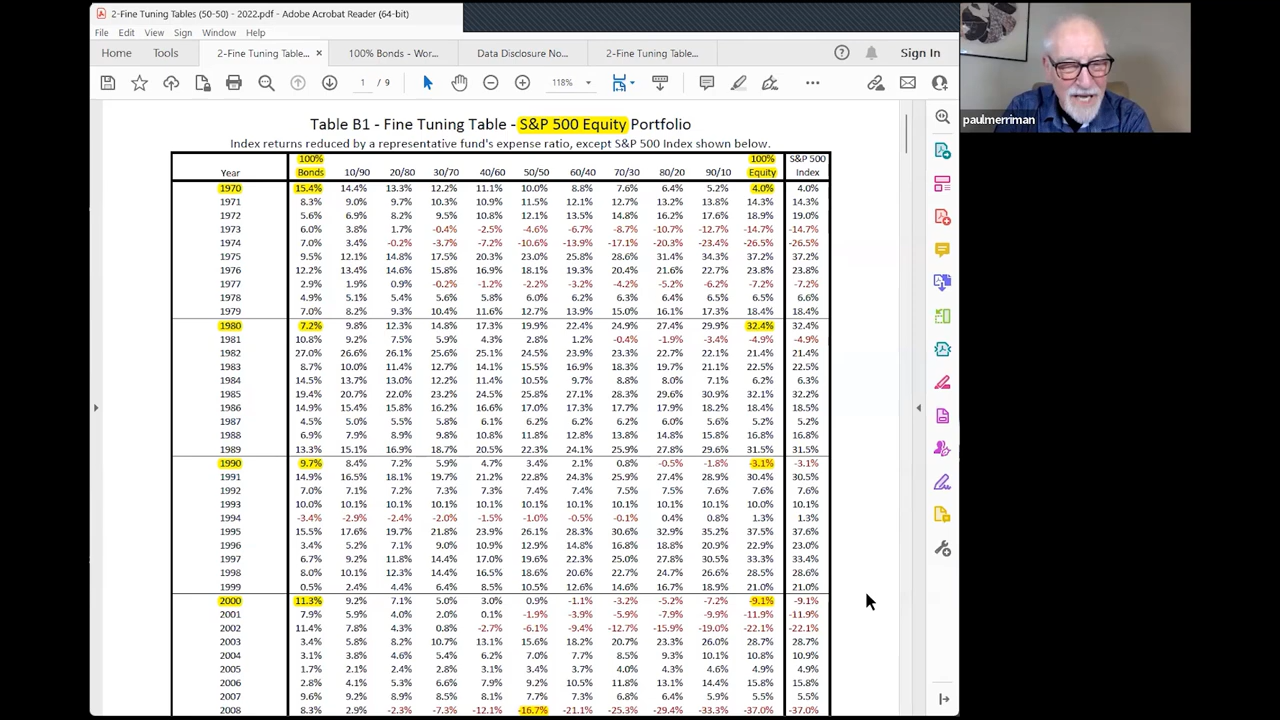 2-Fine Tuning Tables (50-50) - 2022.pdf - Adobe Acrobat Reader (64-bit)
File Edit View Sign Window Help
Home Tools 2-Fine Tuning Table... × 100% Bonds - Wor... Data Disclosure No... 2-Fine Tuning Table... Sign In
1 / 9 118%
paulmerriman
Table B1 - Fine Tuning Table - S&P 500 Equity Portfolio
Index returns reduced by a representative fund's expense ratio, except S&P 500 Index shown below.
100% 100% S&P 500
Year Bonds 10/90 20/80 30/70 40/60 50/50 60/40 70/30 80/20 90/10 Equity Index
1970 15.4% 14.4% 13.3% 12.2% 11.1% 10.0% 8.8% 7.6% 6.4% 5.2% 4.0% 4.0%
1971 8.3% 9.0% 9.7% 10.3% 10.9% 11.5% 12.1% 12.7% 13.2% 13.8% 14.3% 14.3%
1972 5.6% 6.9% 8.2% 9.5% 10.8% 12.1% 13.5% 14.8% 16.2% 17.6% 18.9% 19.0%
1973 6.0% 3.8% 1.7% -0.4% -2.5% -4.6% -6.7% -8.7% -10.7% -12.7% -14.7% -14.7%
1974 7.0% 3.4% -0.2% -3.7% -7.2% -10.6% -13.9% -17.1% -20.3% -23.4% -26.5% -26.5%
1975 9.5% 12.1% 14.8% 17.5% 20.3% 23.0% 25.8% 28.6% 31.4% 34.3% 37.2% 37.2%
1976 12.2% 13.4% 14.6% 15.8% 16.9% 18.1% 19.3% 20.4% 21.6% 22.7% 23.8% 23.8%
1977 2.9% 1.9% 0.9% -0.2% -1.2% -2.2% -3.2% -4.2% -5.2% -6.2% -7.2% -7.2%
1978 4.9% 5.1% 5.4% 5.6% 5.8% 6.0% 6.2% 6.3% 6.4% 6.5% 6.5% 6.6%
1979 7.0% 8.2% 9.3% 10.4% 11.6% 12.7% 13.9% 15.0% 16.1% 17.3% 18.4% 18.4%
1980 7.2% 9.8% 12.3% 14.8% 17.3% 19.9% 22.4% 24.9% 27.4% 29.9% 32.4% 32.4%
1981 10.8% 9.2% 7.5% 5.9% 4.3% 2.8% 1.2% -0.4% -1.9% -3.4% -4.9% -4.9%
1982 27.0% 26.6% 26.1% 25.6% 25.1% 24.5% 23.9% 23.3% 22.7% 22.1% 21.4% 21.4%
1983 8.7% 10.0% 11.4% 12.7% 14.1% 15.5% 16.9% 18.3% 19.7% 21.1% 22.5% 22.5%
1984 14.5% 13.7% 13.0% 12.2% 11.4% 10.5% 9.7% 8.8% 8.0% 7.1% 6.2% 6.3%
1985 19.4% 20.7% 22.0% 23.2% 24.5% 25.8% 27.1% 28.3% 29.6% 30.9% 32.1% 32.2%
1986 14.9% 15.4% 15.8% 16.2% 16.6% 17.0% 17.3% 17.7% 17.9% 18.2% 18.4% 18.5%
1987 4.5% 5.0% 5.5% 5.8% 6.1% 6.2% 6.2% 6.2% 6.0% 5.6% 5.2% 5.2%
1988 6.9% 7.9% 8.9% 9.8% 10.8% 11.8% 12.8% 13.8% 14.8% 15.8% 16.8% 16.8%
1989 13.3% 15.1% 16.9% 18.7% 20.5% 22.3% 24.1% 25.9% 27.8% 29.6% 31.5% 31.5%
1990 9.7% 8.4% 7.2% 5.9% 4.7% 3.4% 2.1% 0.8% -0.5% -1.8% -3.1% -3.1%
1991 14.9% 16.5% 18.1% 19.7% 21.2% 22.8% 24.3% 25.9% 27.4% 28.9% 30.4% 30.5%
1992 7.0% 7.1% 7.2% 7.3% 7.3% 7.4% 7.4% 7.5% 7.5% 7.6% 7.6% 7.6%
1993 10.0% 10.1% 10.1% 10.1% 10.1% 10.1% 10.1% 10.1% 10.1% 10.1% 10.0% 10.1%
1994 -3.4% -2.9% -2.4% -2.0% -1.5% -1.0% -0.5% -0.1% 0.4% 0.8% 1.3% 1.3%
1995 15.5% 17.6% 19.7% 21.8% 23.9% 26.1% 28.3% 30.6% 32.9% 35.2% 37.5% 37.6%
1996 3.4% 5.2% 7.1% 9.0% 10.9% 12.9% 14.8% 16.8% 18.8% 20.9% 22.9% 23.0%
1997 6.7% 9.2% 11.8% 14.4% 17.0% 19.6% 22.3% 25.0% 27.8% 30.5% 33.3% 33.4%
1998 8.0% 10.1% 12.3% 14.4% 16.5% 18.6% 20.6% 22.7% 24.7% 26.6% 28.5% 28.6%
1999 0.5% 2.4% 4.4% 6.4% 8.5% 10.5% 12.6% 14.6% 16.7% 18.9% 21.0% 21.0%
2000 11.3% 9.2% 7.1% 5.0% 3.0% 0.9% -1.1% -3.2% -5.2% -7.2% -9.1% -9.1%
2001 7.9% 5.9% 4.0% 2.0% 0.1% -1.9% -3.9% -5.9% -7.9% -9.9% -11.9% -11.9%
2002 11.4% 7.8% 4.3% 0.8% -2.7% -6.1% -9.4% -12.7% -15.9% -19.0% -22.1% -22.1%
2003 3.4% 5.8% 8.2% 10.7% 13.1% 15.6% 18.2% 20.7% 23.3% 26.0% 28.7% 28.7%
2004 3.1% 3.8% 4.6% 5.4% 6.2% 7.0% 7.7% 8.5% 9.3% 10.1% 10.8% 10.9%
2005 1.7% 2.1% 2.4% 2.8% 3.1% 3.4% 3.7% 4.0% 4.3% 4.6% 4.9% 4.9%
2006 2.8% 4.1% 5.3% 6.6% 7.9% 9.2% 10.5% 11.8% 13.1% 14.4% 15.8% 15.8%
2007 9.6% 9.2% 8.9% 8.5% 8.1% 7.7% 7.3% 6.8% 6.4% 5.9% 5.5% 5.5%
2008 8.3% 2.9% -2.3% -7.3% -12.1% -16.7% -21.1% -25.3% -29.4% -33.3% -37.0% -37.0%